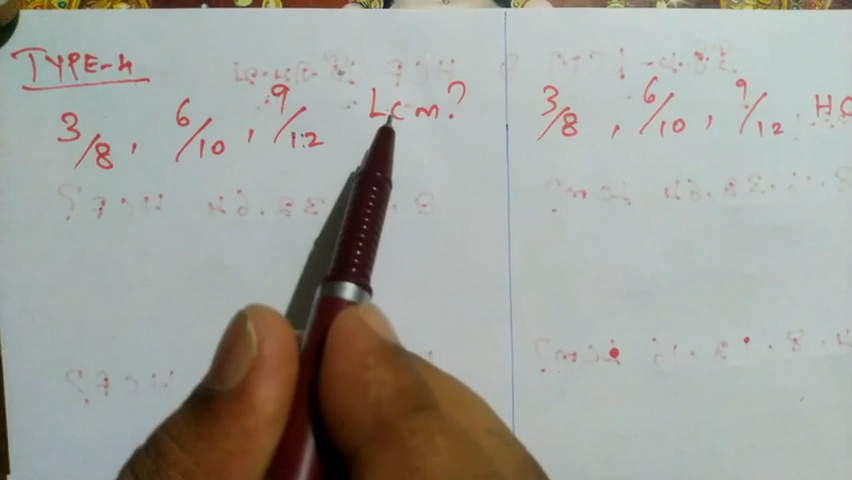 TYPE-4
3/8, 6/10, 9/12 LCM?
3/8, 6/10, 9/12 HC